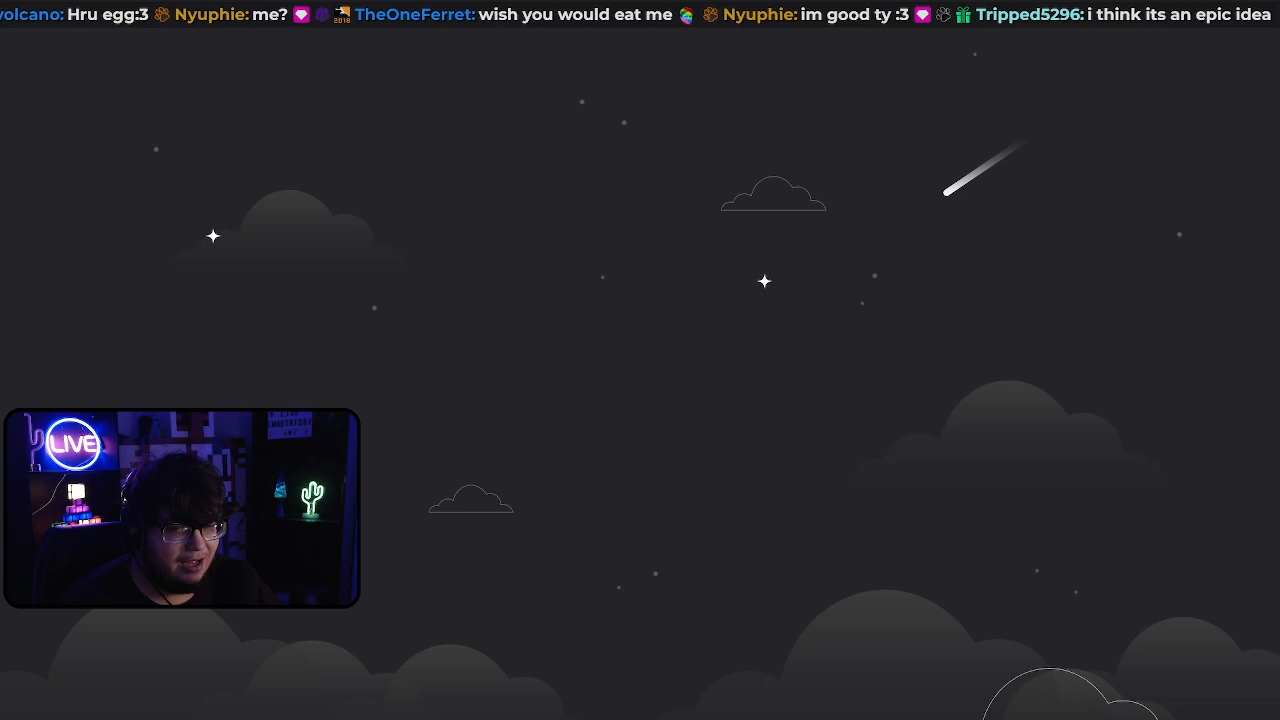 volcano: Hru egg:3 Nyuphie: me? 2018 TheOneFerret: wish you would eat me Nyuphie: im good ty :3 Tripped5296: i think its an epic idea
LIVE